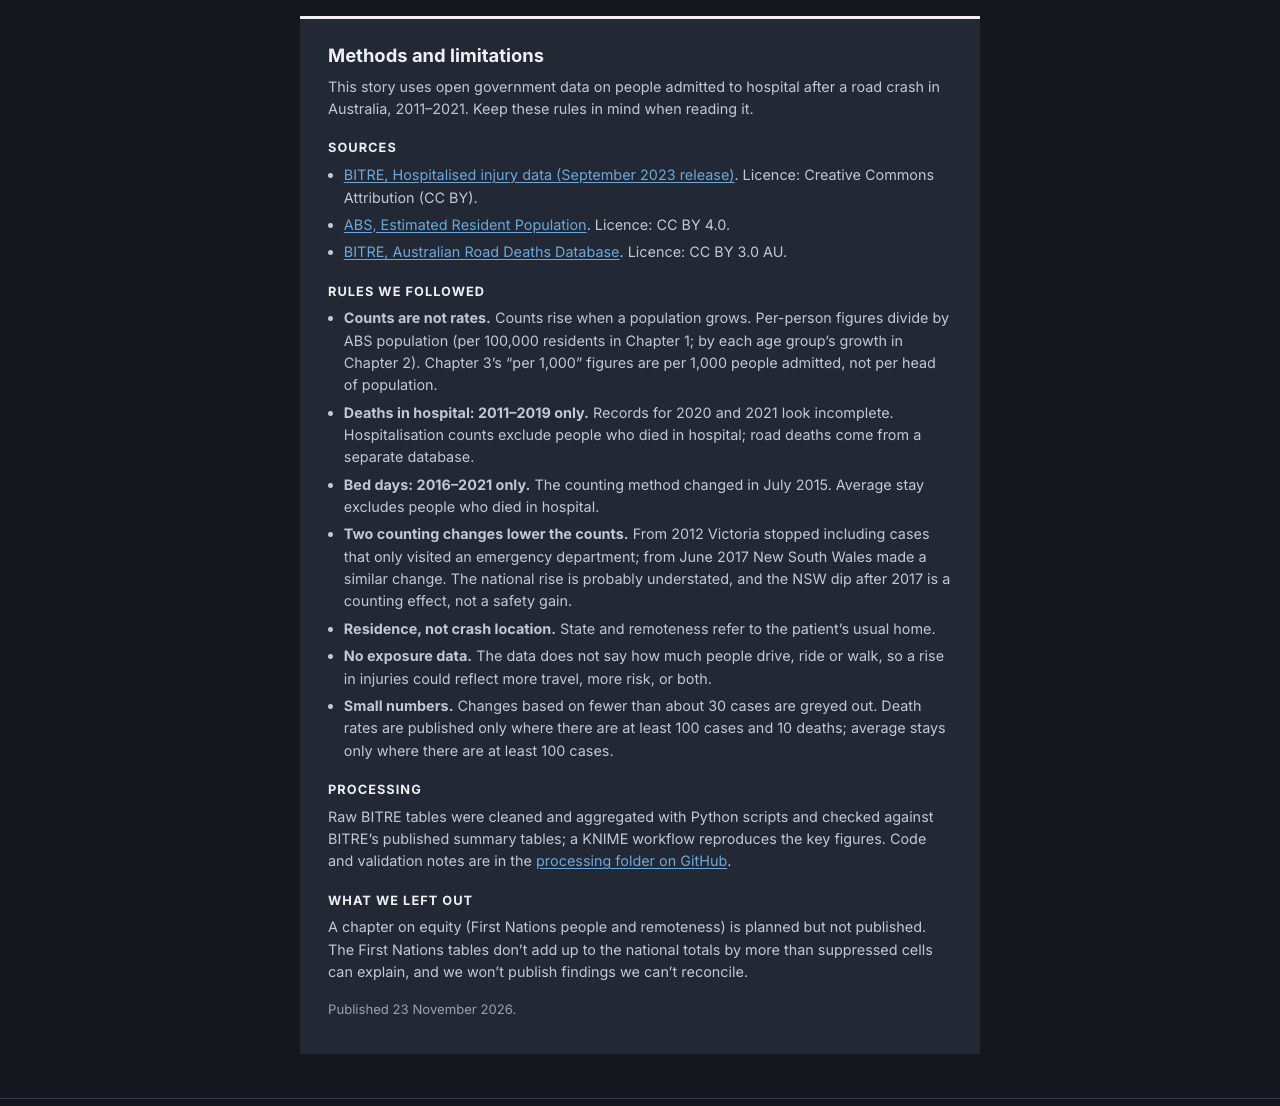 Methods and limitations
This story uses open government data on people admitted to hospital after a road crash in
Australia, 2011–2021. Keep these rules in mind when reading it.
SOURCES
• BITRE, Hospitalised injury data (September 2023 release). Licence: Creative Commons
Attribution (CC BY).
• ABS, Estimated Resident Population. Licence: CC BY 4.0.
• BITRE, Australian Road Deaths Database. Licence: CC BY 3.0 AU.
RULES WE FOLLOWED
• Counts are not rates. Counts rise when a population grows. Per-person figures divide by
ABS population (per 100,000 residents in Chapter 1; by each age group’s growth in
Chapter 2). Chapter 3’s “per 1,000” figures are per 1,000 people admitted, not per head
of population.
• Deaths in hospital: 2011–2019 only. Records for 2020 and 2021 look incomplete.
Hospitalisation counts exclude people who died in hospital; road deaths come from a
separate database.
• Bed days: 2016–2021 only. The counting method changed in July 2015. Average stay
excludes people who died in hospital.
• Two counting changes lower the counts. From 2012 Victoria stopped including cases
that only visited an emergency department; from June 2017 New South Wales made a
similar change. The national rise is probably understated, and the NSW dip after 2017 is a
counting effect, not a safety gain.
• Residence, not crash location. State and remoteness refer to the patient’s usual home.
• No exposure data. The data does not say how much people drive, ride or walk, so a rise
in injuries could reflect more travel, more risk, or both.
• Small numbers. Changes based on fewer than about 30 cases are greyed out. Death
rates are published only where there are at least 100 cases and 10 deaths; average stays
only where there are at least 100 cases.
PROCESSING
Raw BITRE tables were cleaned and aggregated with Python scripts and checked against
BITRE’s published summary tables; a KNIME workflow reproduces the key figures. Code
and validation notes are in the processing folder on GitHub.
WHAT WE LEFT OUT
A chapter on equity (First Nations people and remoteness) is planned but not published.
The First Nations tables don’t add up to the national totals by more than suppressed cells
can explain, and we won’t publish findings we can’t reconcile.
Published 23 November 2026.